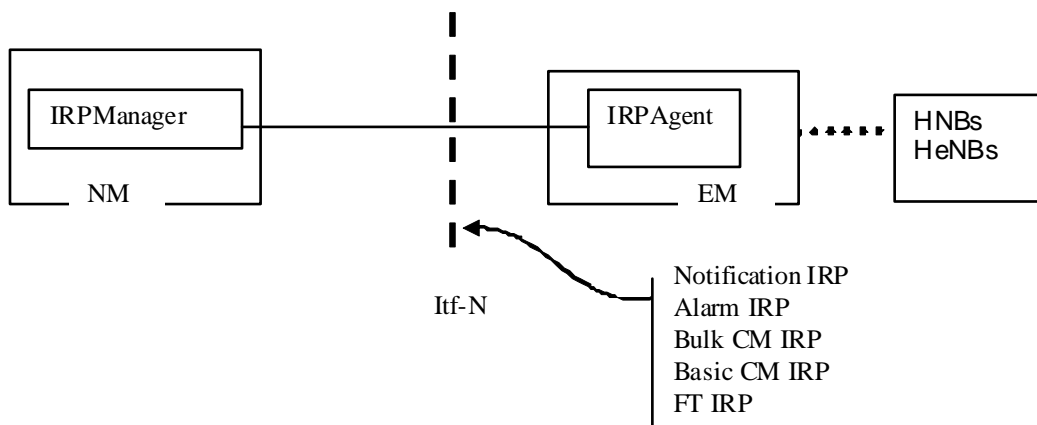 IRPManager
NM
IRPAgent
EM
HNBs
HeNBs
Itf-N
Notification IRP
Alarm IRP
Bulk CM IRP
Basic CM IRP
FT IRP